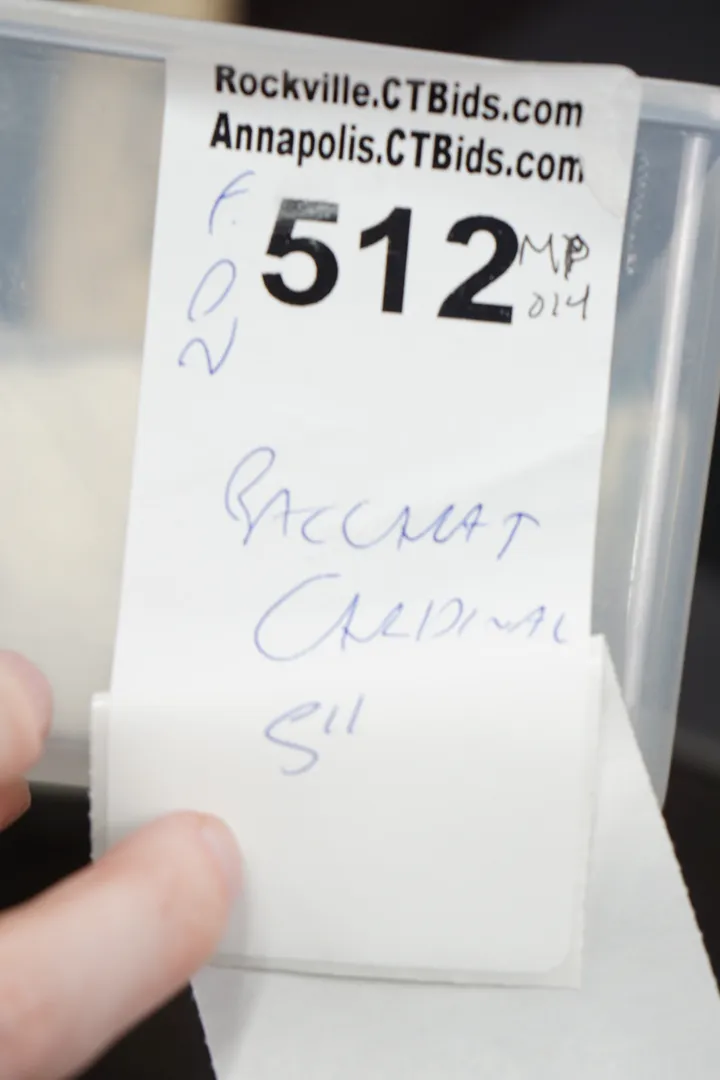 Rockville.CTBids.com
Annapolis.CTBids.com
512
MP
014
BACCARAT
CARDINAL
5"